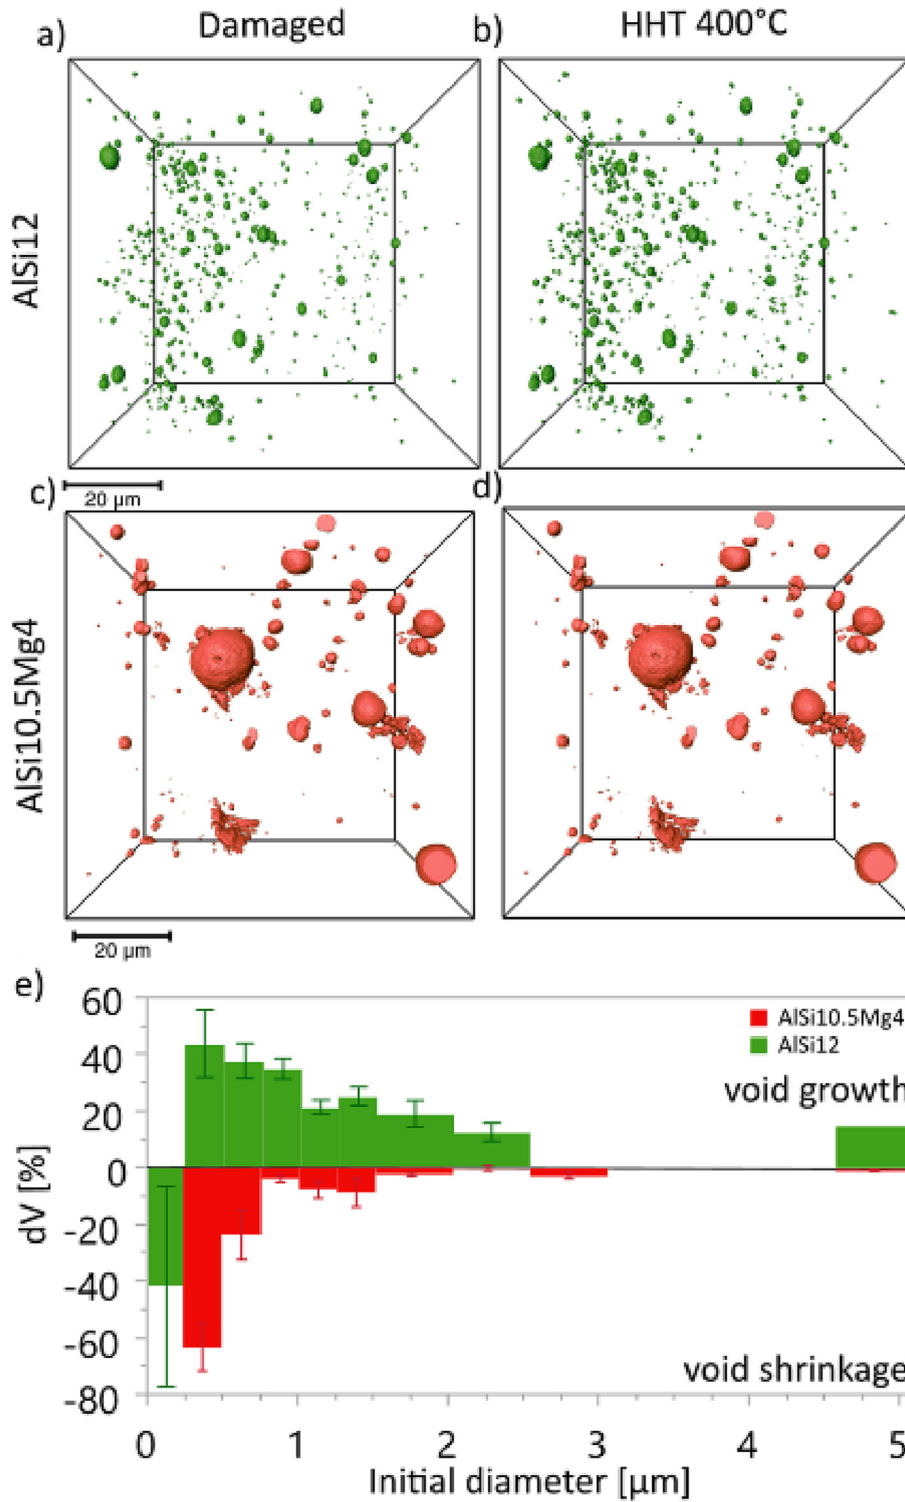 a) Damaged b) HHT 400°C
AlSi12
20 µm
c) d)
AlSi10.5Mg4
20 µm
e)
60
40
20
0
-20
-40
-60
-80
dV [%]
AlSi10.5Mg4
AlSi12
void growth
void shrinkage
0 1 2 3 4 5
Initial diameter [µm]